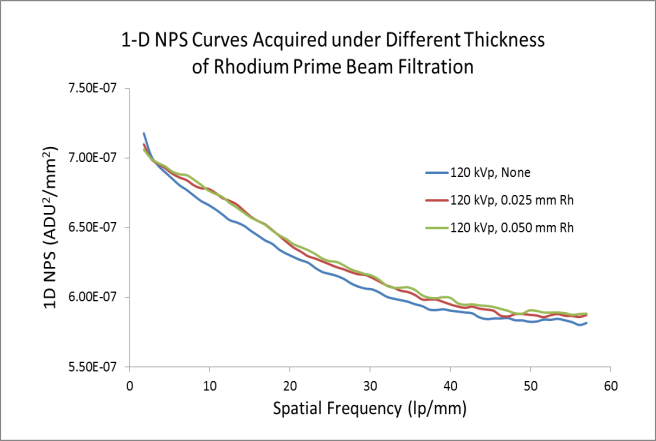 1-D NPS Curves Acquired under Different Thickness
of Rhodium Prime Beam Filtration
7.50E-07
7.00E-07
6.50E-07
6.00E-07
5.50E-07
1D NPS (ADU²/mm²)
120 kVp, None
120 kVp, 0.025 mm Rh
120 kVp, 0.050 mm Rh
0 10 20 30 40 50 60
Spatial Frequency (lp/mm)